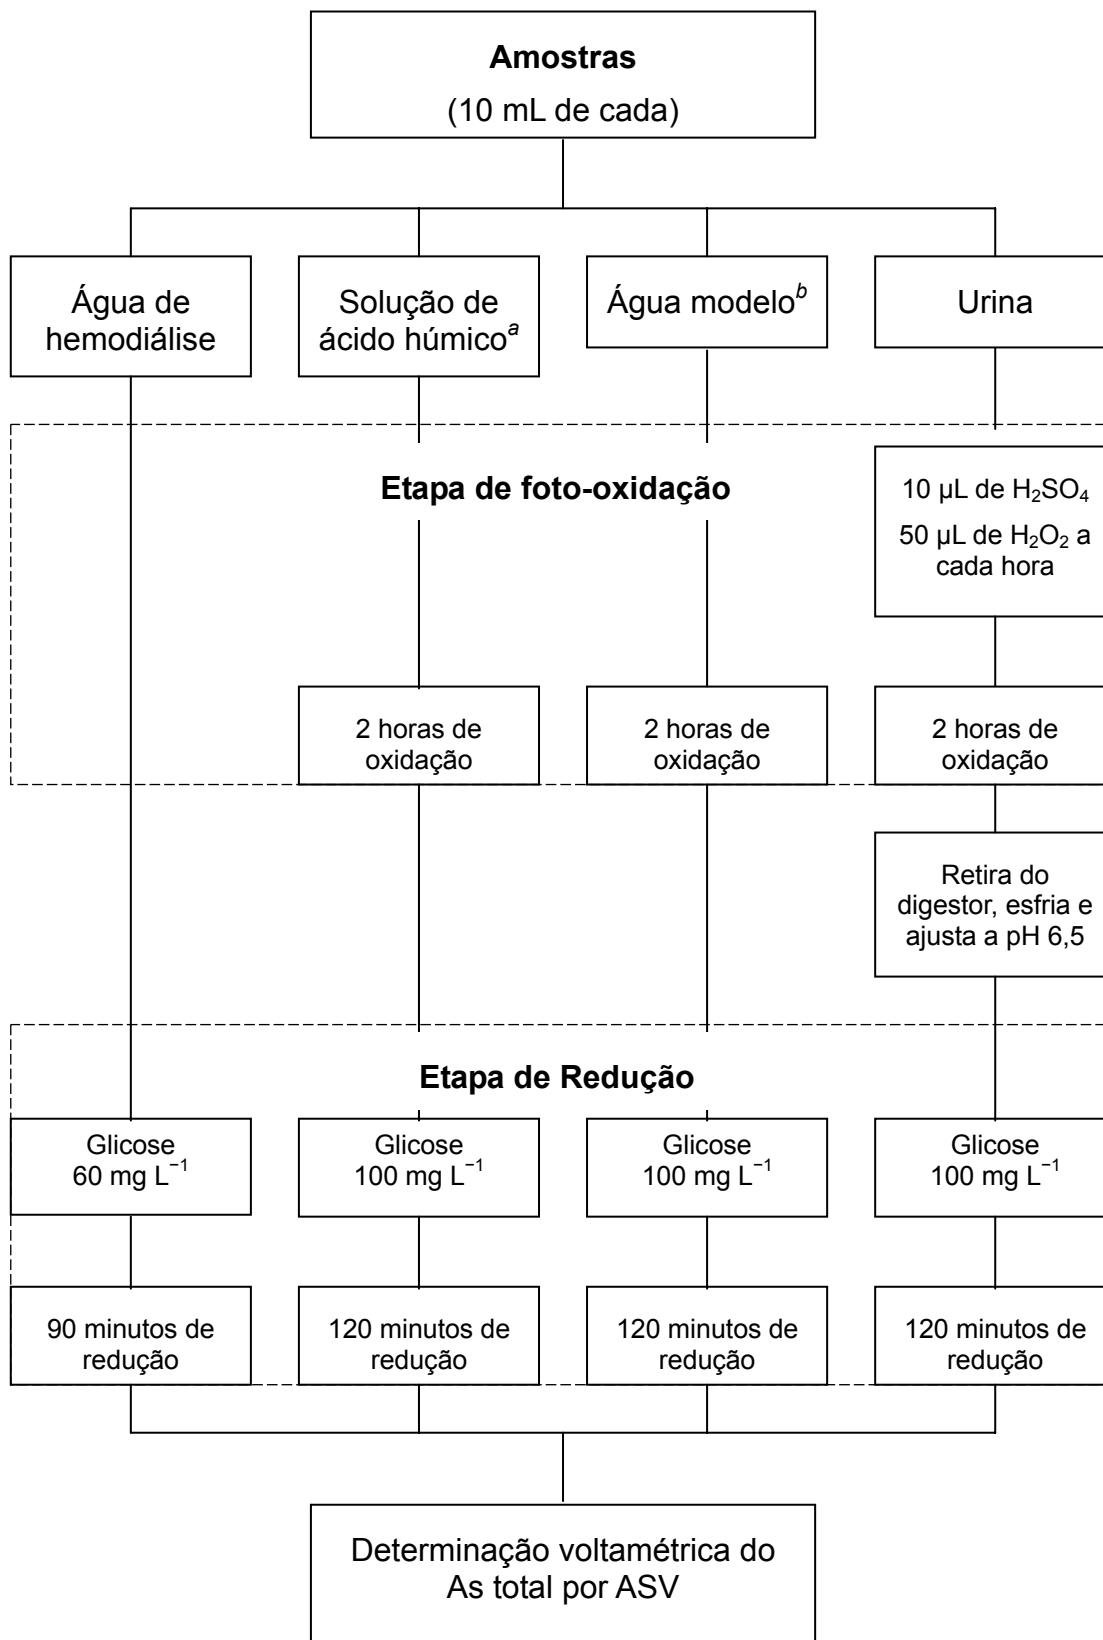 Amostras
(10 mL de cada)
Água de
hemodiálise
Solução de
ácido húmicoᵃ
Água modeloᵇ
Urina
Etapa de foto-oxidação
10 µL de H₂SO₄
50 µL de H₂O₂ a
cada hora
2 horas de
oxidação
2 horas de
oxidação
2 horas de
oxidação
Retira do
digestor, esfria e
ajusta a pH 6,5
Etapa de Redução
Glicose
60 mg L⁻¹
Glicose
100 mg L⁻¹
Glicose
100 mg L⁻¹
Glicose
100 mg L⁻¹
90 minutos de
redução
120 minutos de
redução
120 minutos de
redução
120 minutos de
redução
Determinação voltamétrica do
As total por ASV